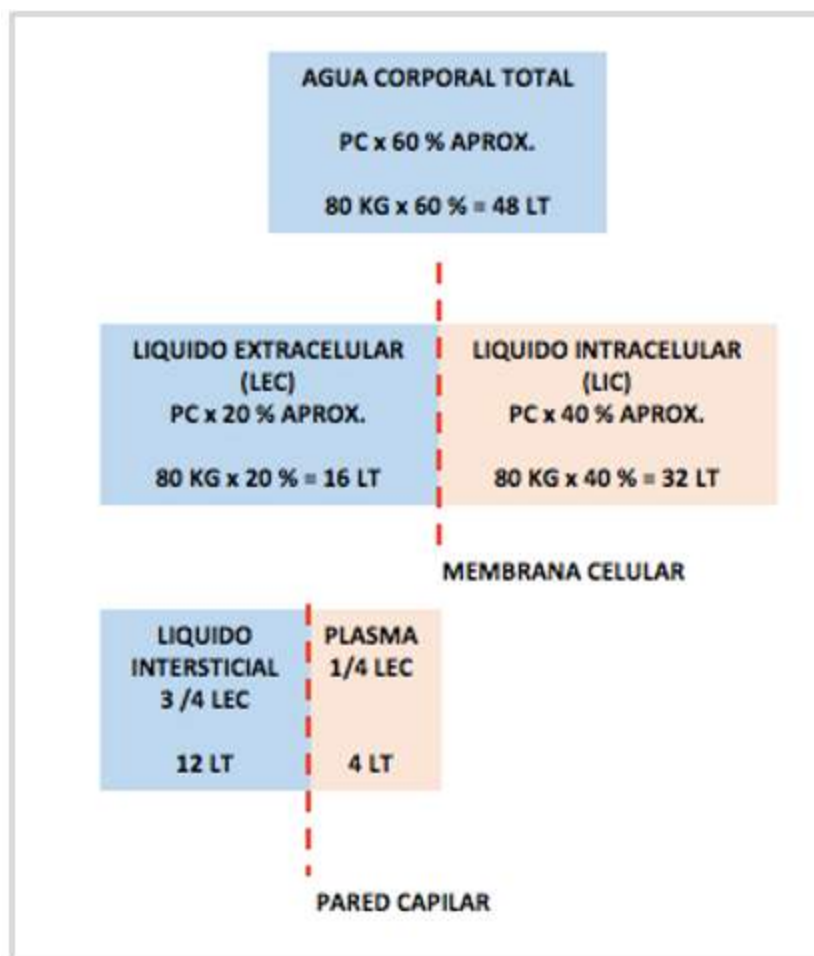 AGUA CORPORAL TOTAL
PC x 60 % APROX.
80 KG x 60 % = 48 LT
LIQUIDO EXTRACELULAR
(LEC)
PC x 20 % APROX.
80 KG x 20 % = 16 LT
LIQUIDO INTRACELULAR
(LIC)
PC x 40 % APROX.
80 KG x 40 % = 32 LT
MEMBRANA CELULAR
LIQUIDO
INTERSTICIAL
3 /4 LEC
12 LT
PLASMA
1/4 LEC
4 LT
PARED CAPILAR